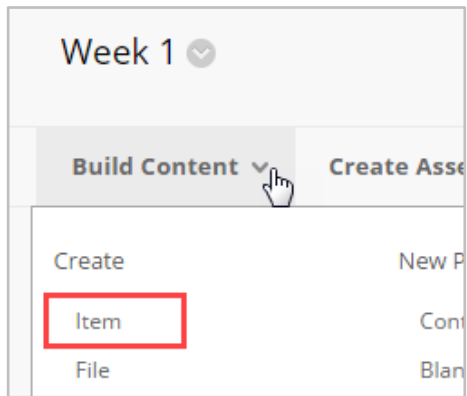 Week 1
Build Content Create Asse
Create New P
Item Cont
File Blan